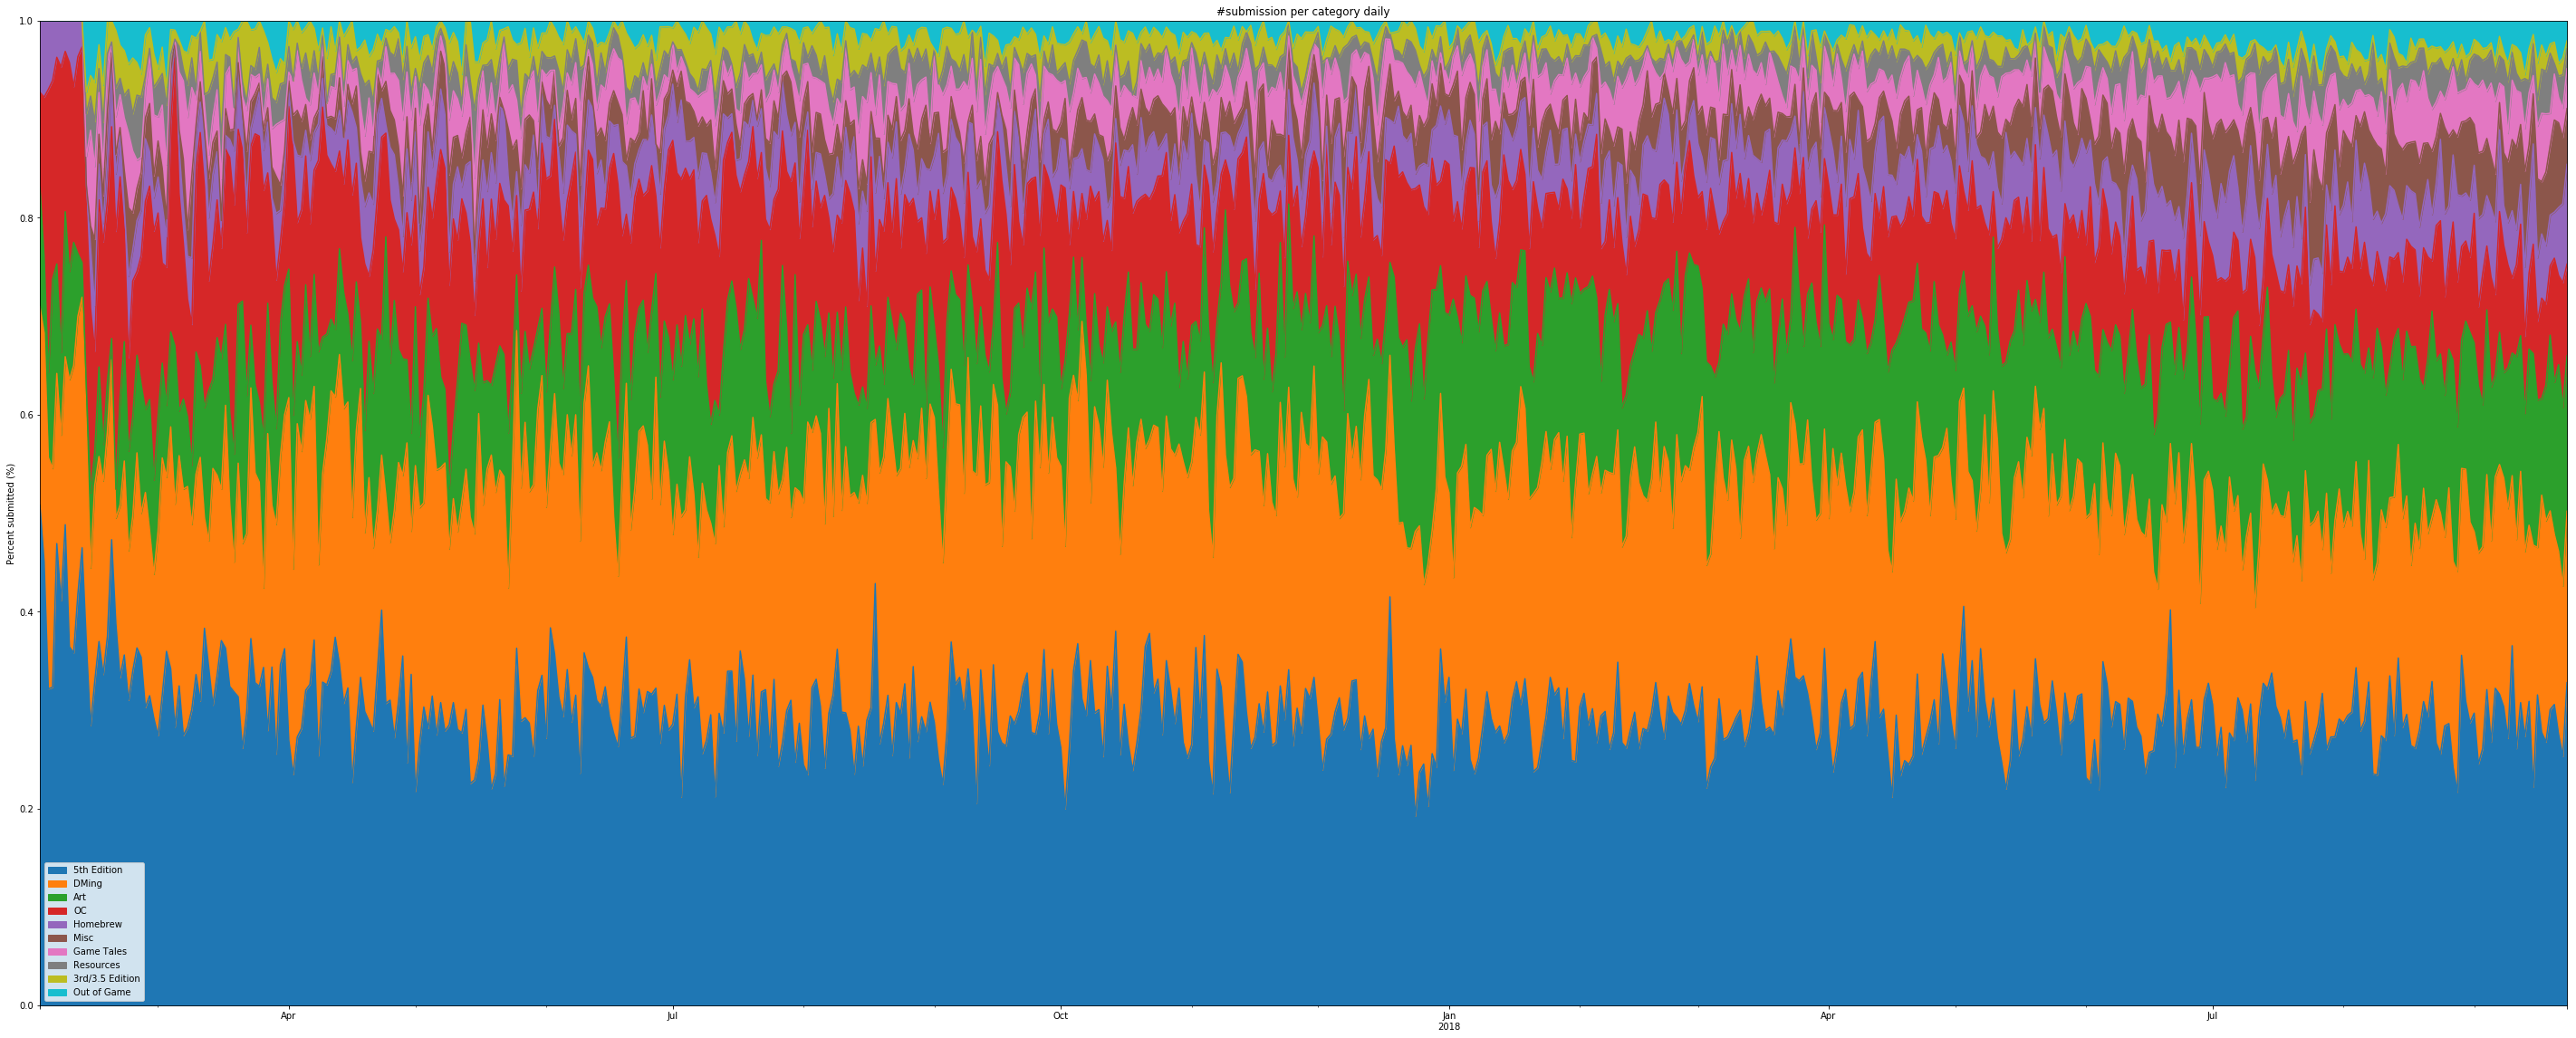 #submission per category daily
1.0
0.8
0.6
0.4
0.2
0.0
Percent submitted (%)
5th Edition
DMing
Art
OC
Homebrew
Misc
Game Tales
Resources
3rd/3.5 Edition
Out of Game
Apr
Jul
Oct
Jan
2018
Apr
Jul